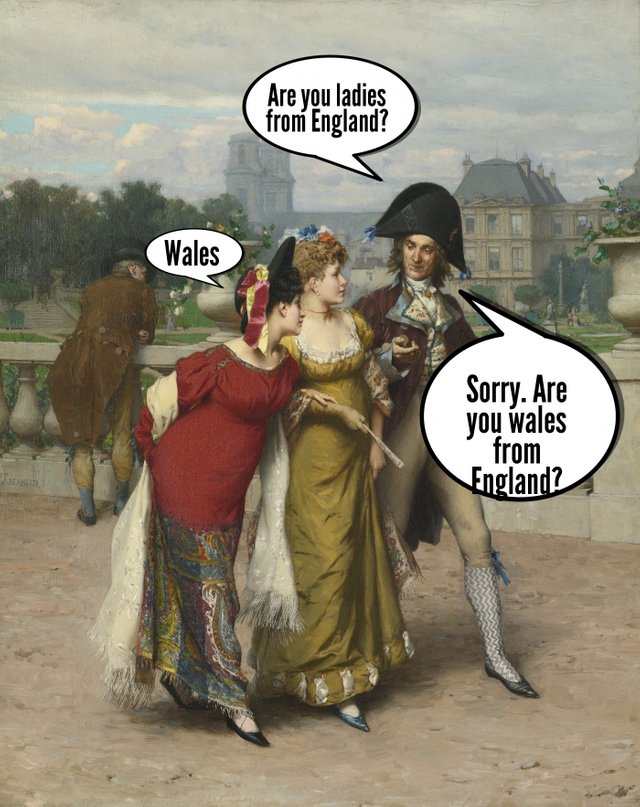 Are you ladies
from England?
Wales
Sorry. Are
you wales
from
England?